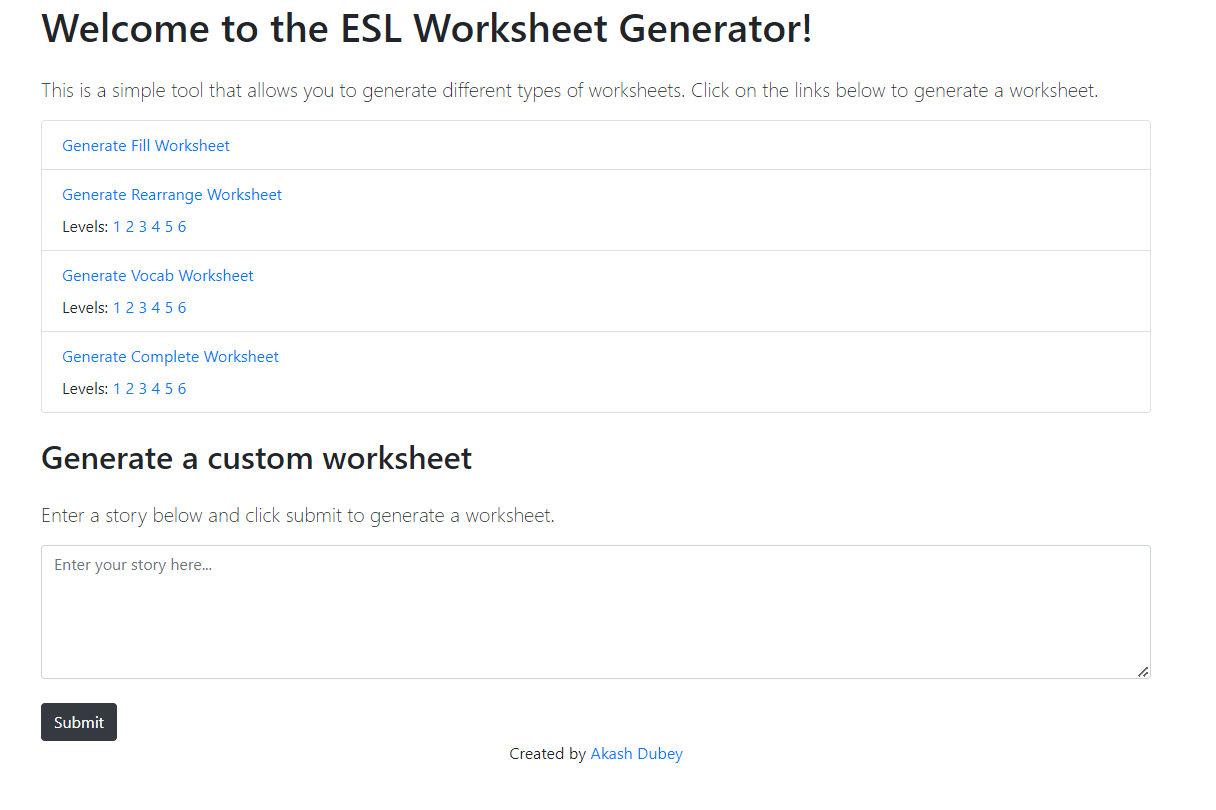 Welcome to the ESL Worksheet Generator!
This is a simple tool that allows you to generate different types of worksheets. Click on the links below to generate a worksheet.
Generate Fill Worksheet
Generate Rearrange Worksheet
Levels: 1 2 3 4 5 6
Generate Vocab Worksheet
Levels: 1 2 3 4 5 6
Generate Complete Worksheet
Levels: 1 2 3 4 5 6
Generate a custom worksheet
Enter a story below and click submit to generate a worksheet.
Enter your story here...
Submit
Created by Akash Dubey